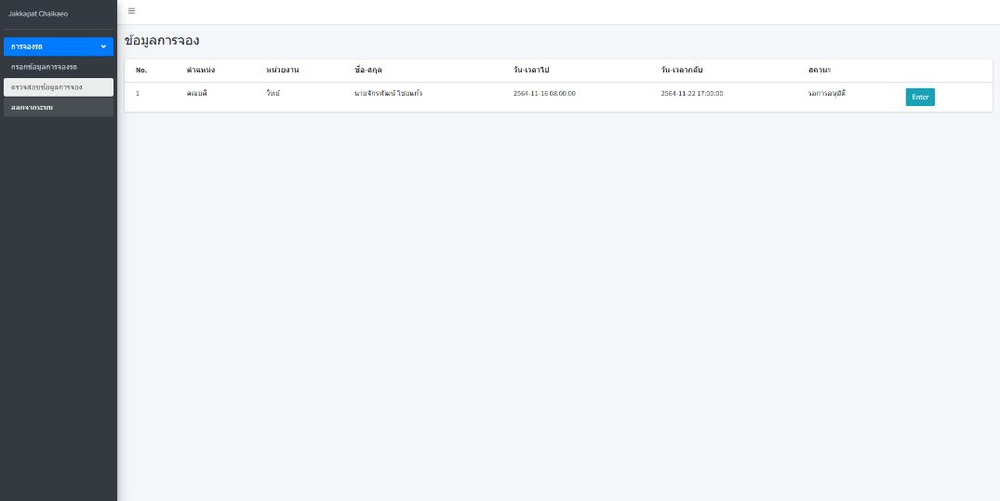 Jakkapat Chaikaeo
การจองรถ
กรอกข้อมูลการจองรถ
ตรวจสอบข้อมูลการจอง
ออกจากระบบ
ข้อมูลการจอง
No. ตำแหน่ง หน่วยงาน ชื่อ-สกุล วัน-เวลาไป วัน-เวลากลับ สถานะ
1 คณบดี วิทย์ นายจักรพัฒน์ ไชยแก้ว 2564-11-16 08:00:00 2564-11-22 17:00:00 รอการอนุมัติ Enter